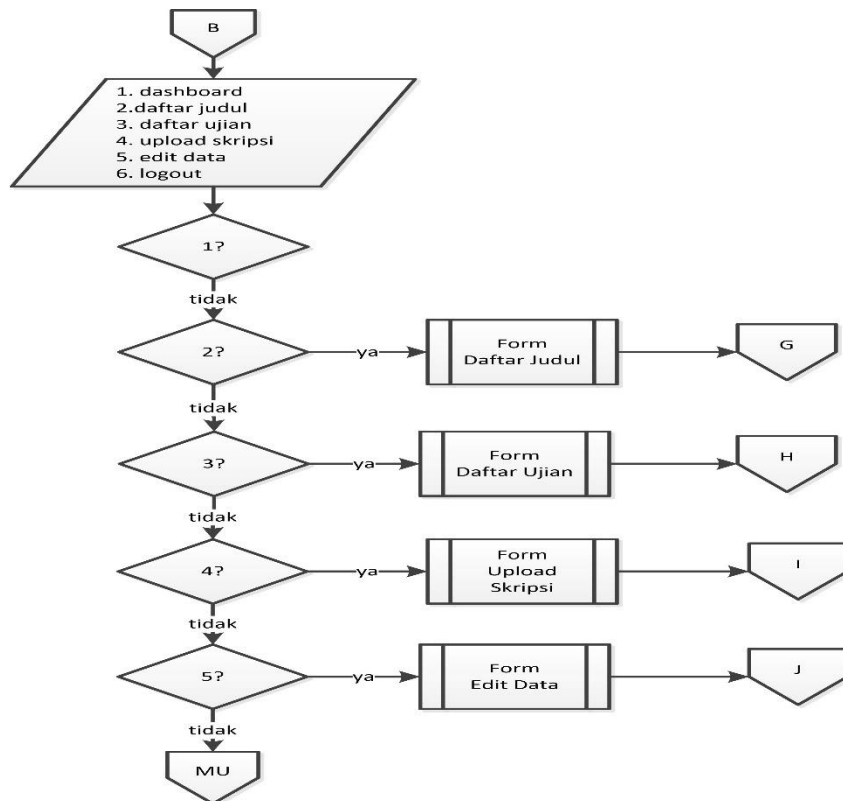 B
1. dashboard
2.daftar judul
3. daftar ujian
4. upload skripsi
5. edit data
6. logout
1?
tidak
2?
ya
Form
Daftar Judul
G
tidak
3?
ya
Form
Daftar Ujian
H
tidak
4?
ya
Form
Upload
Skripsi
I
tidak
5?
ya
Form
Edit Data
J
tidak
MU